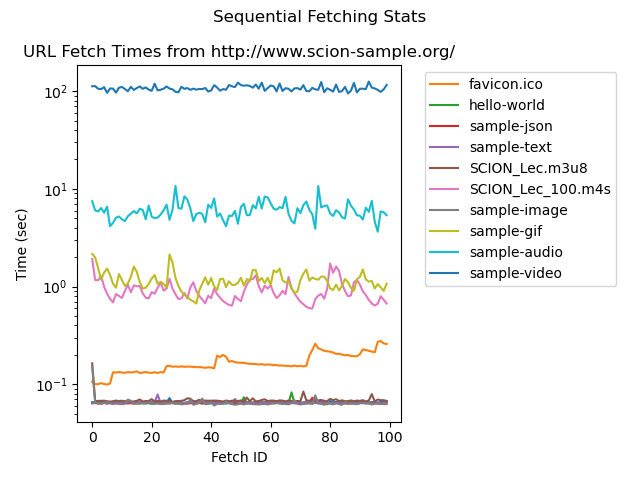 Sequential Fetching Stats
URL Fetch Times from http://www.scion-sample.org/
Time (sec)
10²
10¹
10⁰
10⁻¹
0 20 40 60 80 100
Fetch ID
favicon.ico
hello-world
sample-json
sample-text
SCION_Lec.m3u8
SCION_Lec_100.m4s
sample-image
sample-gif
sample-audio
sample-video